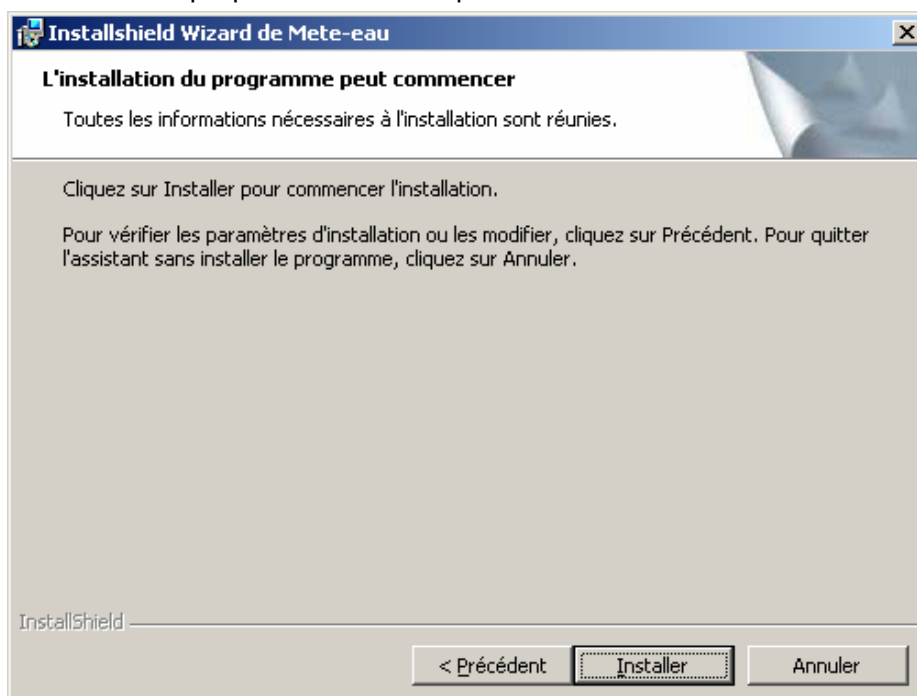 Installshield Wizard de Mete-eau
L'installation du programme peut commencer
Toutes les informations nécessaires à l'installation sont réunies.
Cliquez sur Installer pour commencer l'installation.
Pour vérifier les paramètres d'installation ou les modifier, cliquez sur Précédent. Pour quitter
l'assistant sans installer le programme, cliquez sur Annuler.
InstallShield
< Précédent Installer Annuler